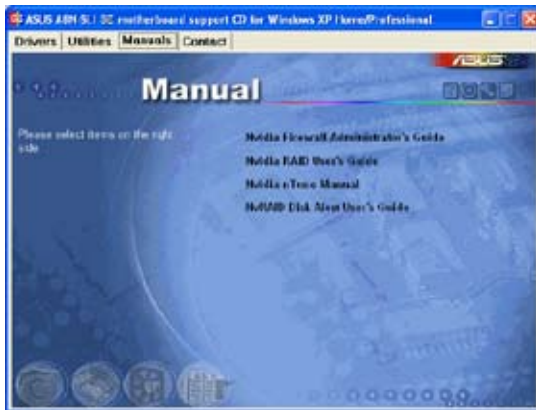 ASUS A8N-SLI SE motherboard support CD for Windows XP Home/Professional
Drivers Utilities Manuals Contact
ASUS
Manual
Please select items on the right
side
Nvidia Firewall Administrator's Guide
Nvidia RAID User's Guide
Nvidia nTune Manual
NvRAID Disk Alert User's Guide